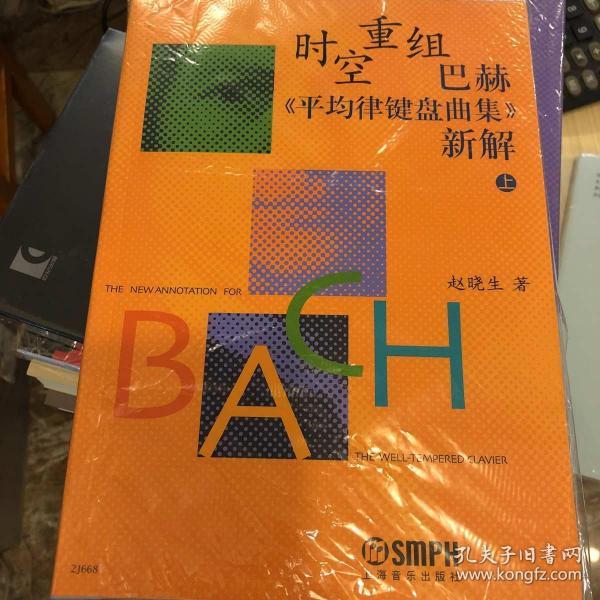 时空重组
巴赫
《平均律键盘曲集》
新解
上
赵晓生 著
THE NEW ANNOTATION FOR
BACH
THE WELL-TEMPERED CLAVIER
SMPH
上海音乐出版社
2J668
孔夫子旧书网
www.kongfz.com